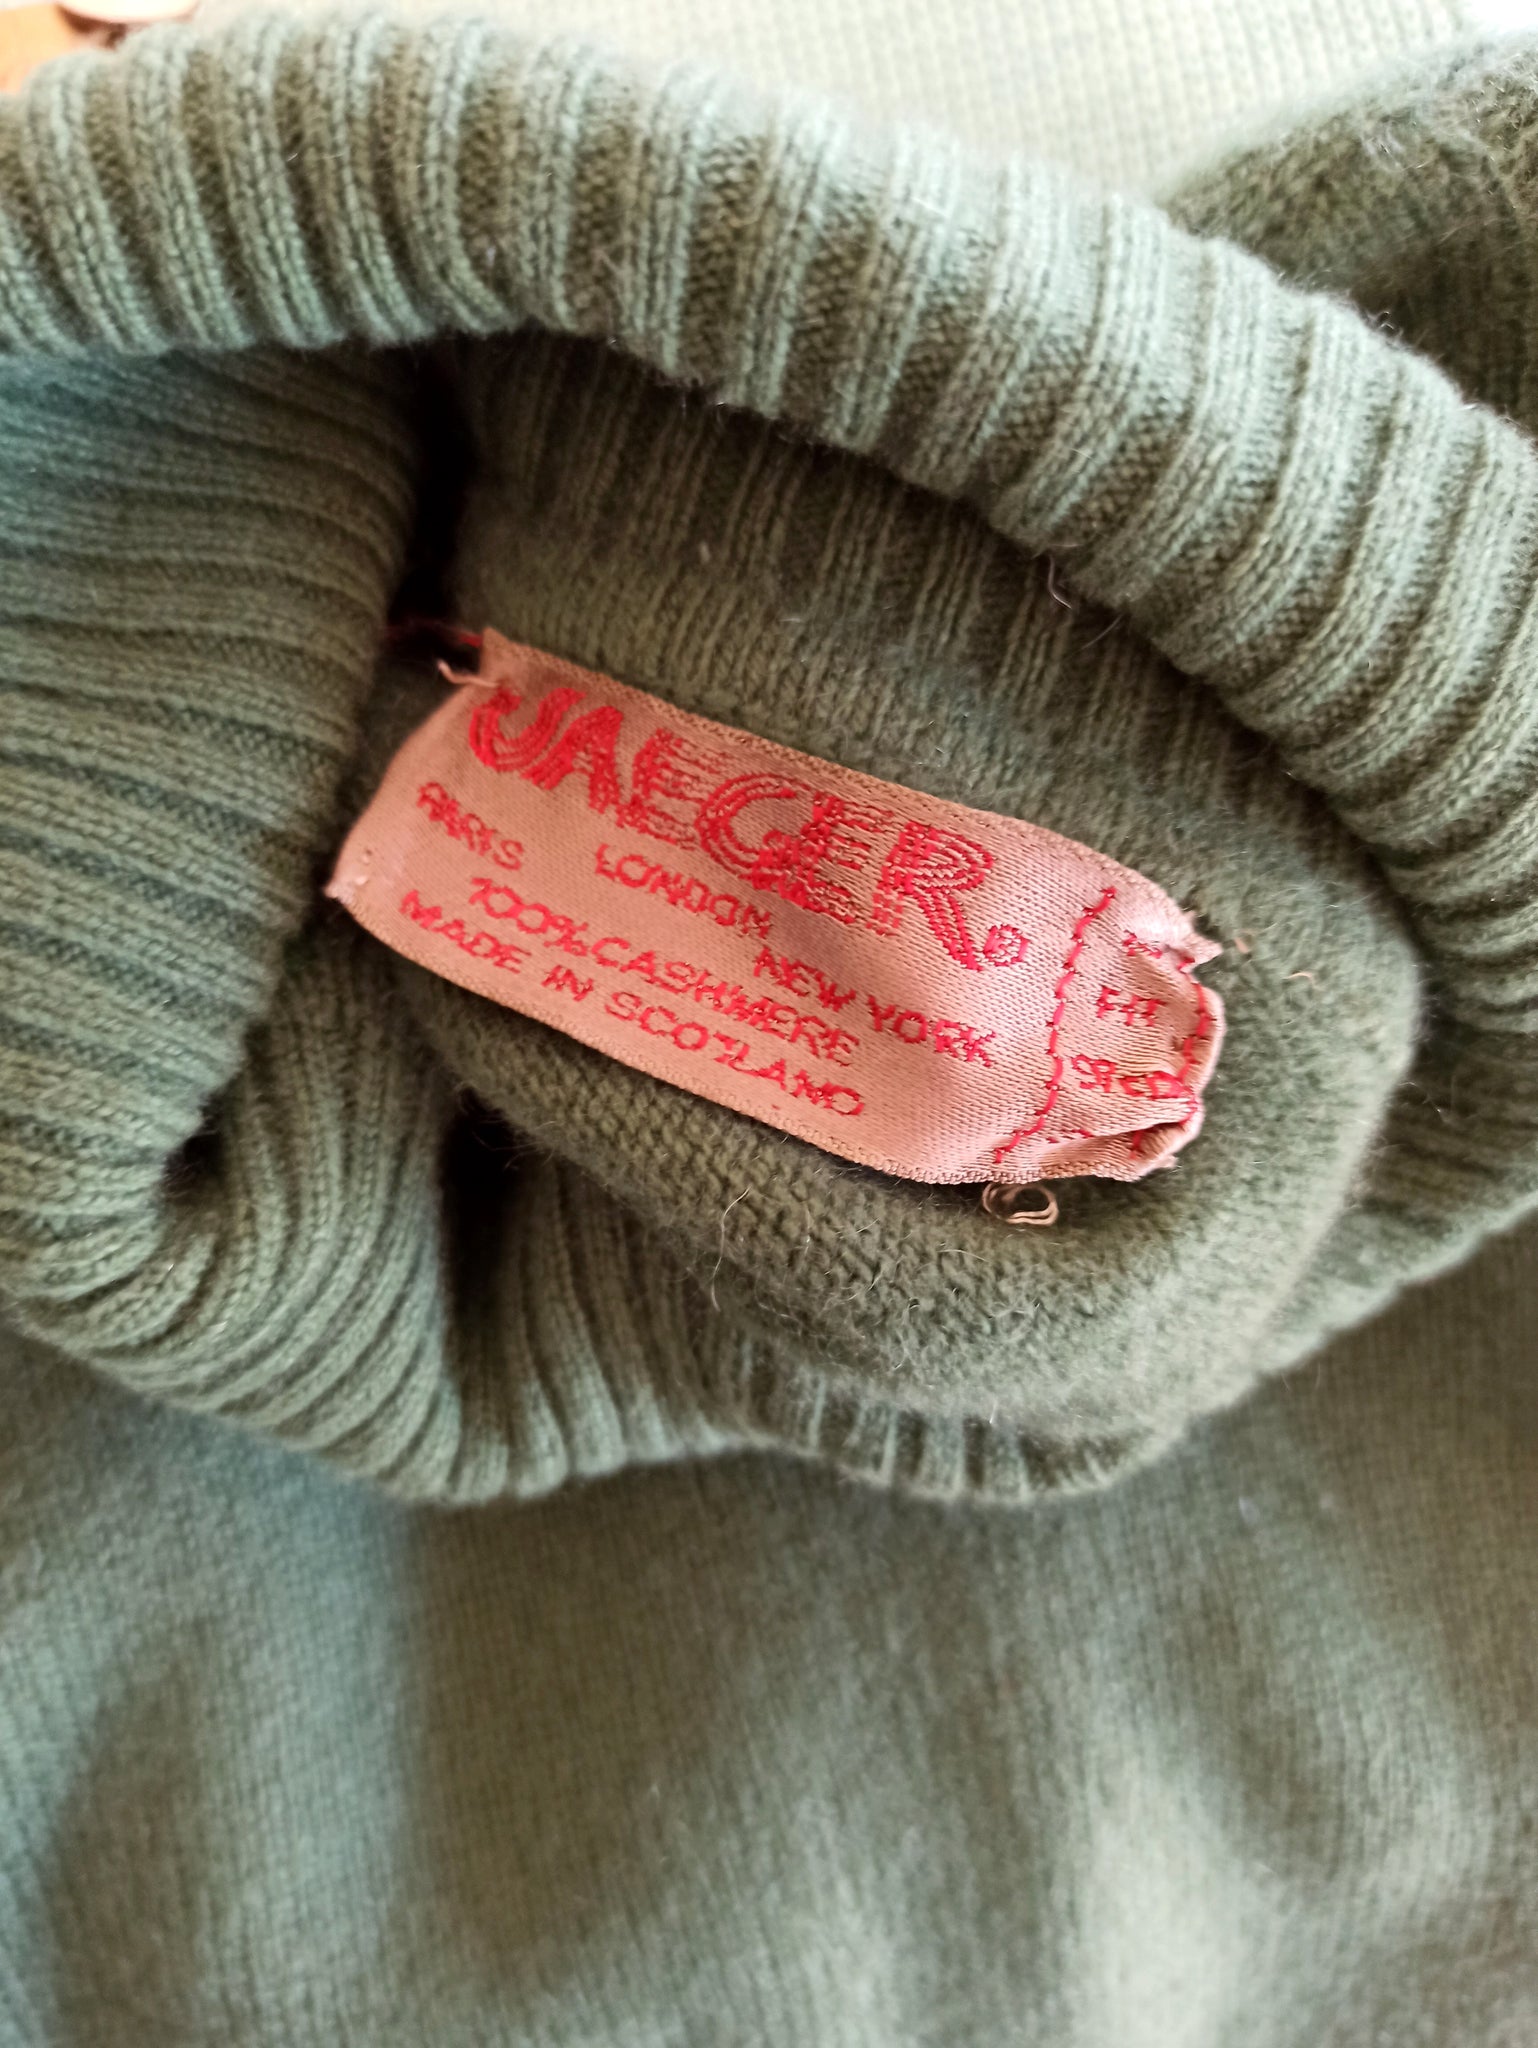 JAEGER®
PARIS LONDON NEW YORK
100% CASHMERE
MADE IN SCOTLAND